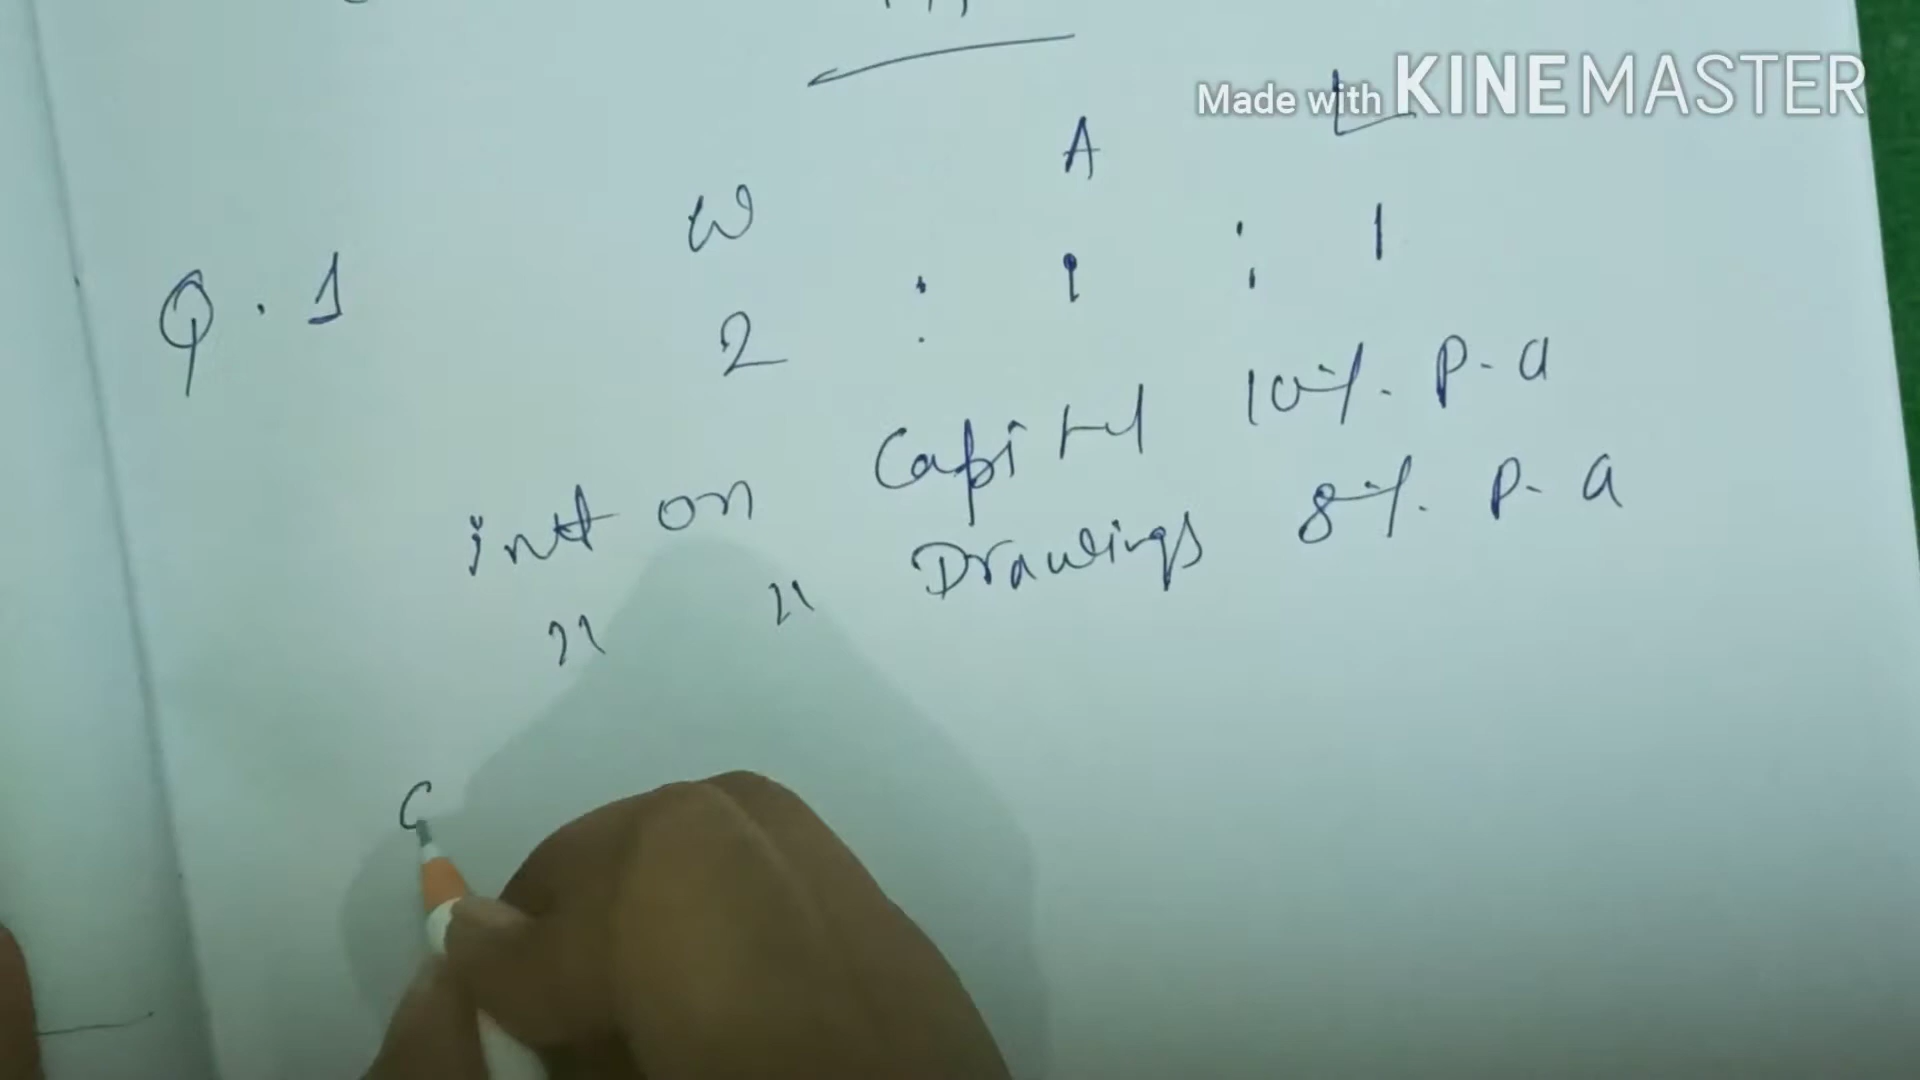 Made with KINEMASTER
W A L
Q. 1 2 : 1 : 1
int on Capital 10% P.a
" " Drawings 8% P.a
C